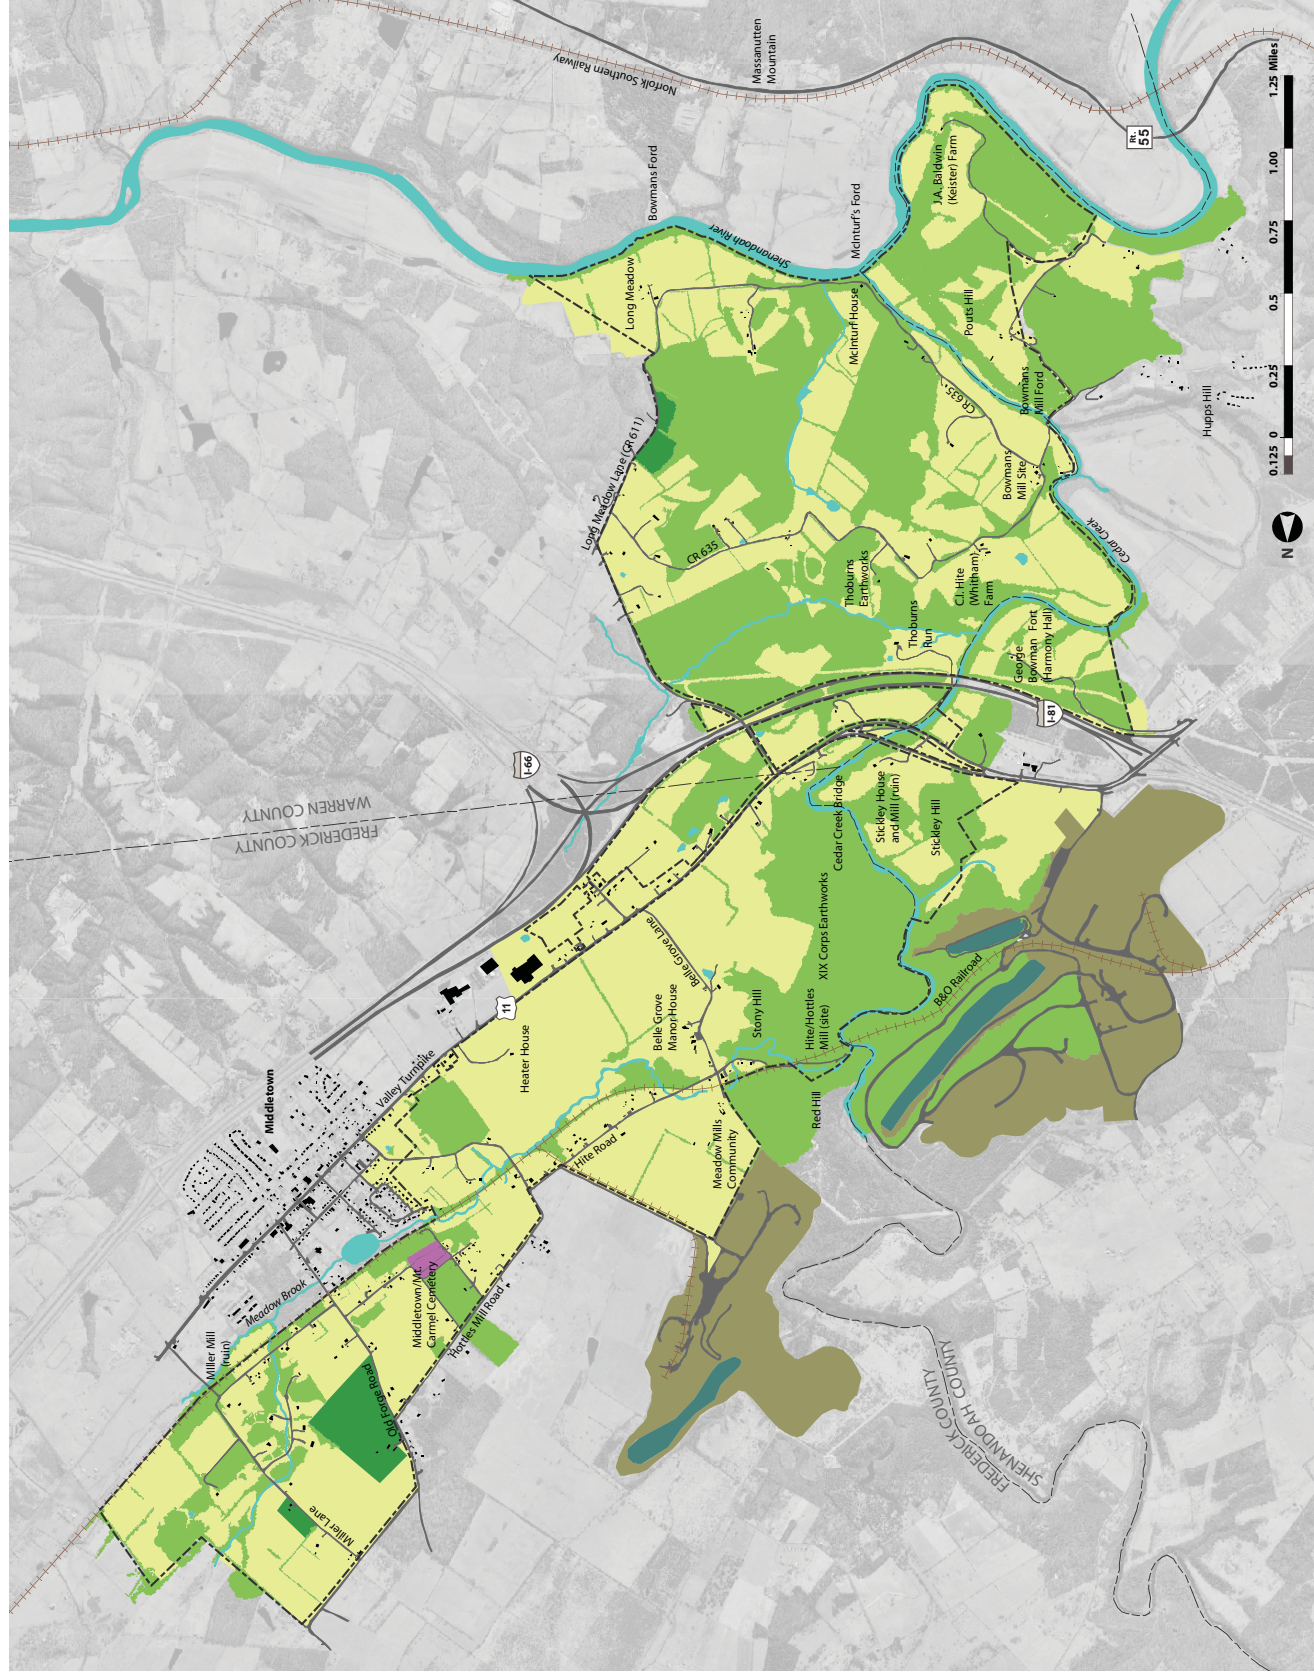 Massanutten
Mountain
Norfolk Southern Railway
Rt.
55
Bowmans Ford
Shenandoah River
McInturf's Ford
J.A. Baldwin
(Keister) Farm
Long Meadow
McInturf House
Pouts Hill
Bowmans
Mill Ford
Hupps Hill
CR 635
Long Meadow Lane (CR 611)
CR 635
Bowmans
Mill Site
Cedar Creek
Thoburns
Earthworks
C.I. Hite
(Whitham)
Farm
Thoburns
Run
George
Bowman Fort
(Harmony Hall)
I-81
I-66
WARREN COUNTY
FREDERICK COUNTY
Cedar Creek Bridge
Stickley House
and Mill (ruin)
Stickley Hill
XIX Corps Earthworks
Belle Grove Lane
B&O Railroad
11
Belle Grove
Manor House
Stony Hill
Hite/Hottles
Mill (site)
Heater House
Valley Turnpike
Middletown
Red Hill
Hite Road
Meadow Mills
Community
Meadow Brook
Middletown/Mt.
Carmel Cemetery
Hottles Mill Road
Miller Mill
(ruin)
Old Forge Road
Miller Lane
FREDERICK COUNTY
SHENANDOAH COUNTY
N
0.125 0 0.25 0.5 0.75 1.00 1.25 Miles